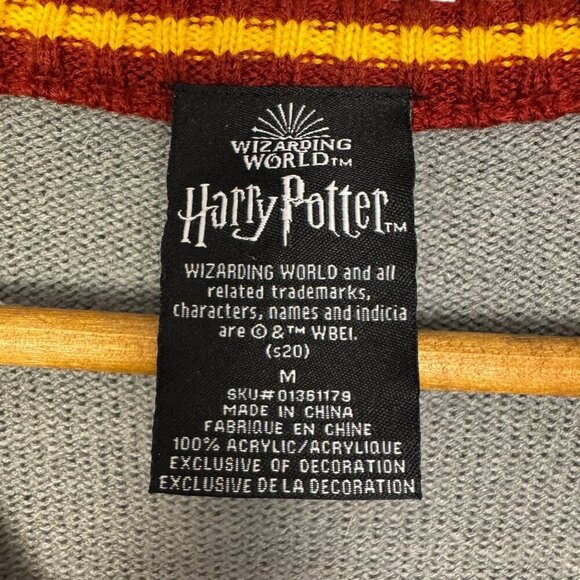 WIZARDING
WORLD™
Harry Potter™
WIZARDING WORLD and all
related trademarks,
characters, names and indicia
are © & ™ WBEI.
(s20)
M
SKU# 01361179
MADE IN CHINA
FABRIQUE EN CHINE
100% ACRYLIC/ACRYLIQUE
EXCLUSIVE OF DECORATION
EXCLUSIVE DE LA DECORATION